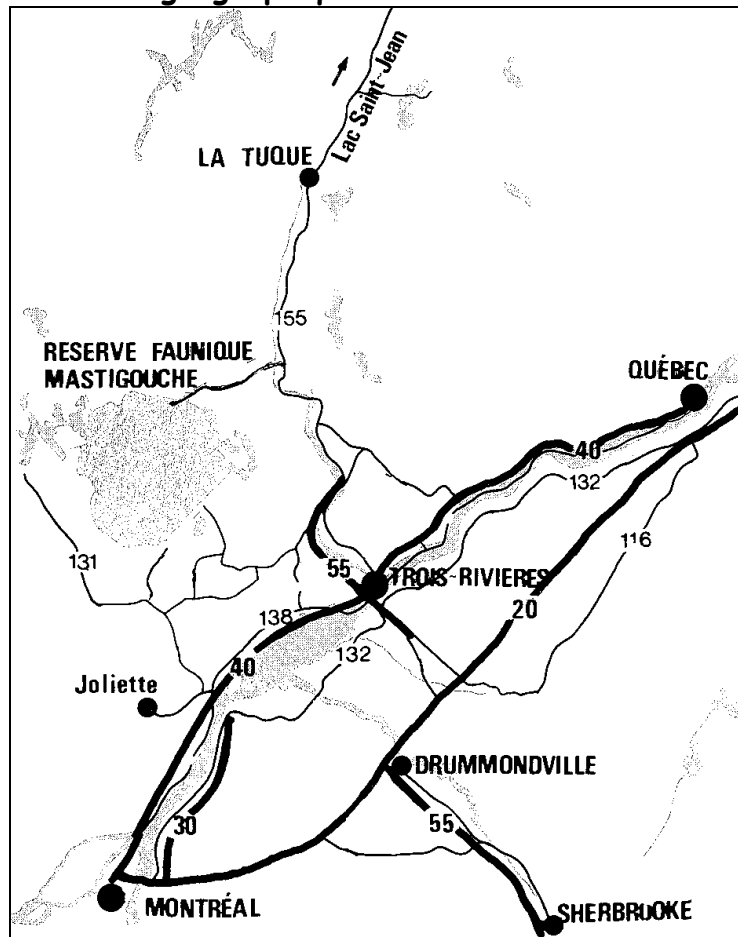 LA TUQUE
Lac Saint-Jean
155
RESERVE FAUNIQUE
MASTIGOUCHE
QUÉBEC
40
132
116
131
55
TROIS-RIVIERES
20
138
132
40
Joliette
DRUMMONDVILLE
30
55
MONTRÉAL
SHERBROOKE